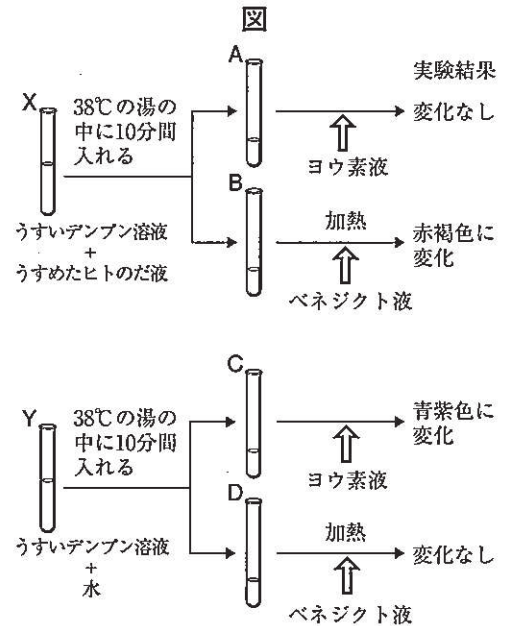 図
A
実験結果
X
38℃の湯の
中に10分間
入れる
変化なし
ヨウ素液
B
うすいデンプン溶液
+
うすめたヒトのだ液
加熱
赤褐色に
変化
ベネジクト液
C
Y
38℃の湯の
中に10分間
入れる
青紫色に
変化
ヨウ素液
D
うすいデンプン溶液
+
水
加熱
変化なし
ベネジクト液